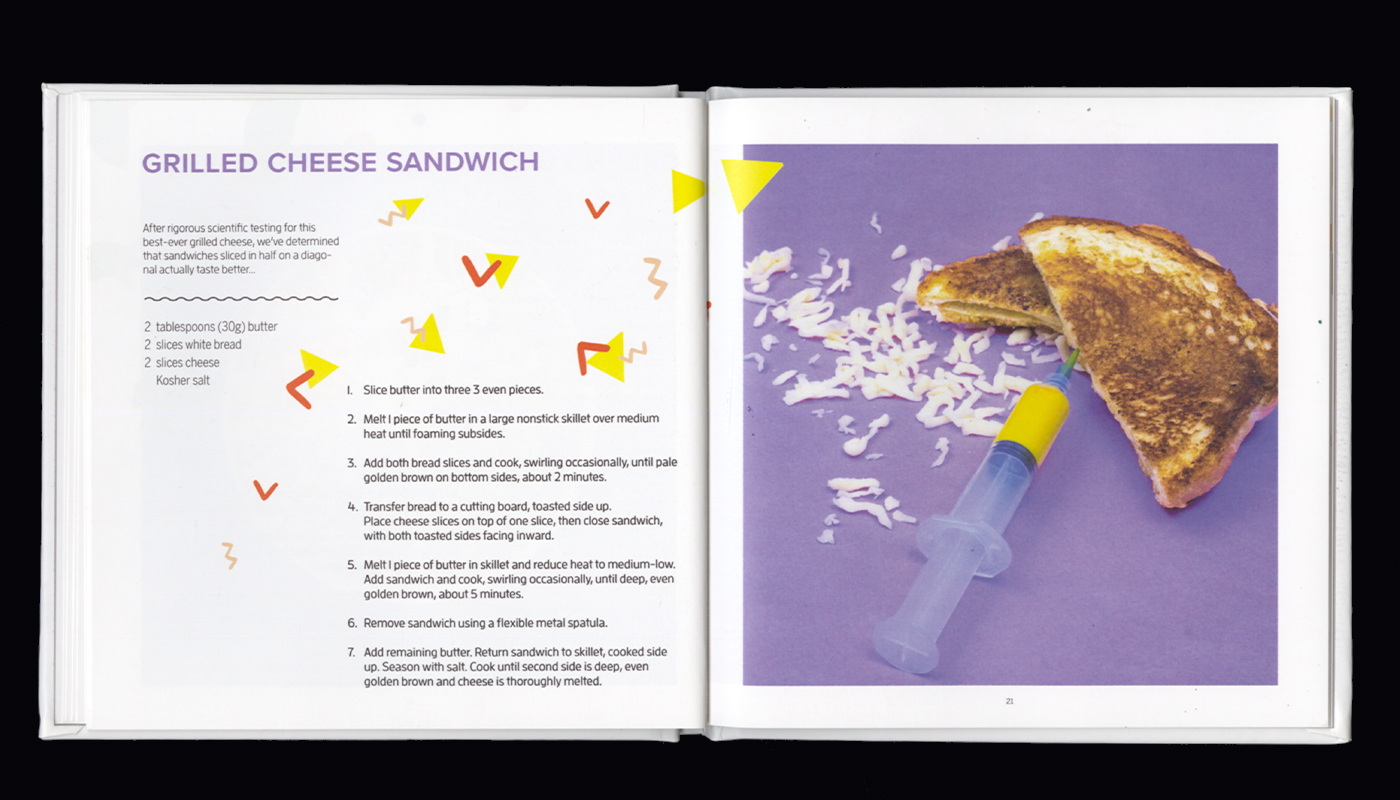 GRILLED CHEESE SANDWICH
After rigorous scientific testing for this
best-ever grilled cheese, we've determined
that sandwiches sliced in half on a diago-
nal actually taste better...
2 tablespoons (30g) butter
2 slices white bread
2 slices cheese
Kosher salt
1. Slice butter into three 3 even pieces.
2. Melt 1 piece of butter in a large nonstick skillet over medium
heat until foaming subsides.
3. Add both bread slices and cook, swirling occasionally, until pale
golden brown on bottom sides, about 2 minutes.
4. Transfer bread to a cutting board, toasted side up.
Place cheese slices on top of one slice, then close sandwich,
with both toasted sides facing inward.
5. Melt 1 piece of butter in skillet and reduce heat to medium-low.
Add sandwich and cook, swirling occasionally, until deep, even
golden brown, about 5 minutes.
6. Remove sandwich using a flexible metal spatula.
7. Add remaining butter. Return sandwich to skillet, cooked side
up. Season with salt. Cook until second side is deep, even
golden brown and cheese is thoroughly melted.
21